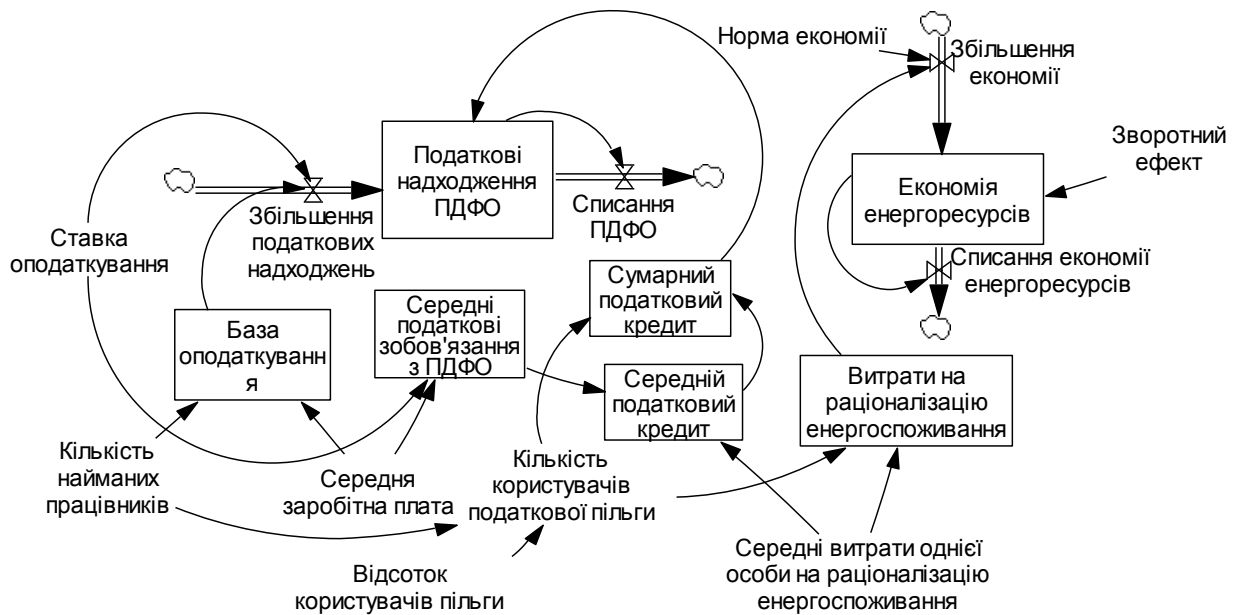 Норма економії
Збільшення
економії
Зворотний
ефект
Податкові
надходження
ПДФО
Економія
енергоресурсів
Збільшення
податкових
надходжень
Списання
ПДФО
Ставка
оподаткування
Списання економії
енергоресурсів
Сумарний
податковий
кредит
Середні
податкові
зобов'язання
з ПДФО
База
оподаткуванн
я
Середній
податковий
кредит
Витрати на
раціоналізацію
енергоспоживання
Кількість
найманих
працівників
Середня
заробітна плата
Кількість
користувачів
податкової пільги
Відсоток
користувачів пільги
Середні витрати однієї
особи на раціоналізацію
енергоспоживання